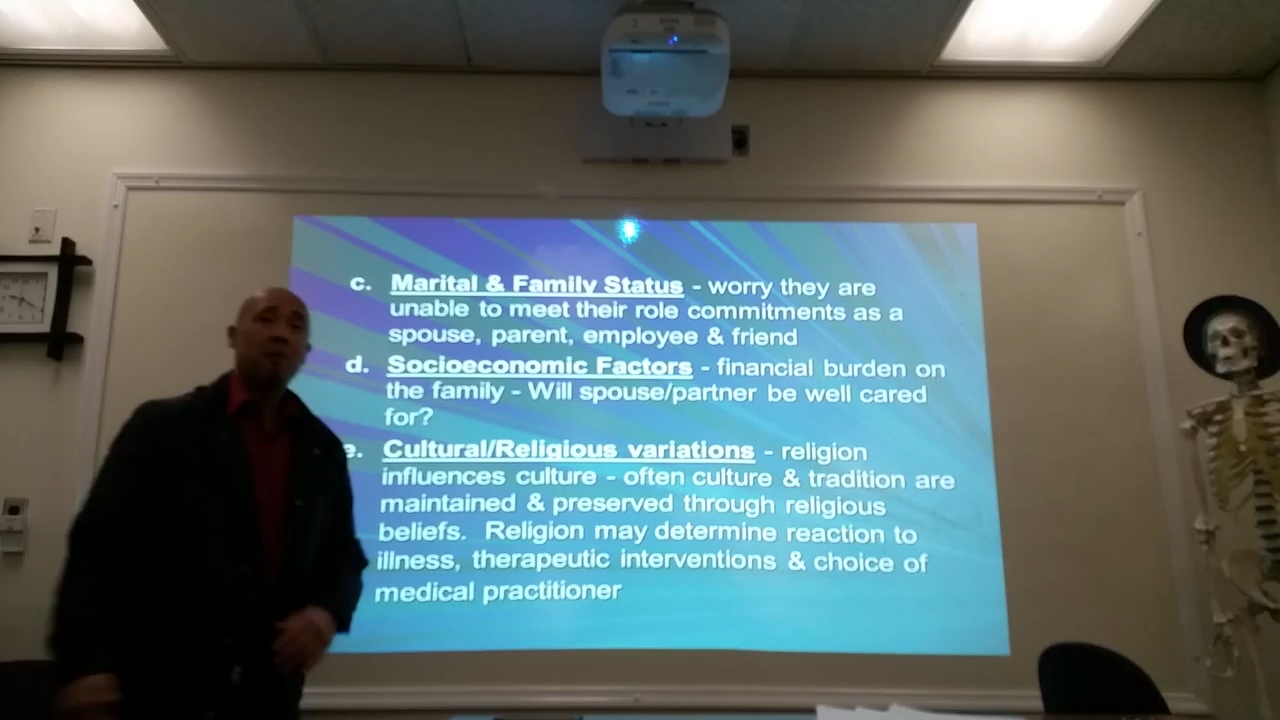 c. Marital & Family Status - worry they are
unable to meet their role commitments as a
spouse, parent, employee & friend
d. Socioeconomic Factors - financial burden on
the family - Will spouse/partner be well cared
for?
e. Cultural/Religious variations - religion
influences culture - often culture & tradition are
maintained & preserved through religious
beliefs. Religion may determine reaction to
illness, therapeutic interventions & choice of
medical practitioner